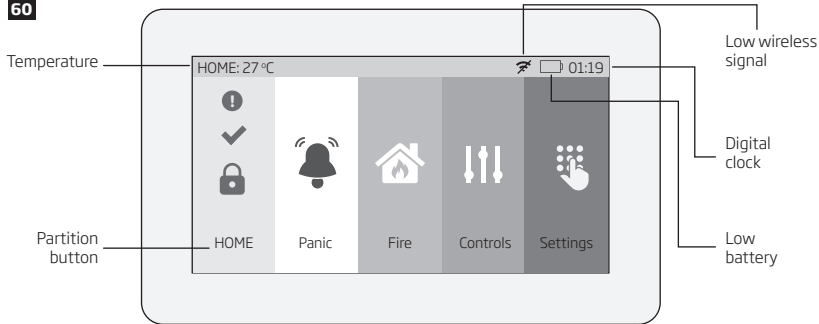 60
Temperature
HOME: 27 ºC
01:19
Low wireless
signal
Digital
clock
Partition
button
HOME
Panic
Fire
Controls
Settings
Low
battery